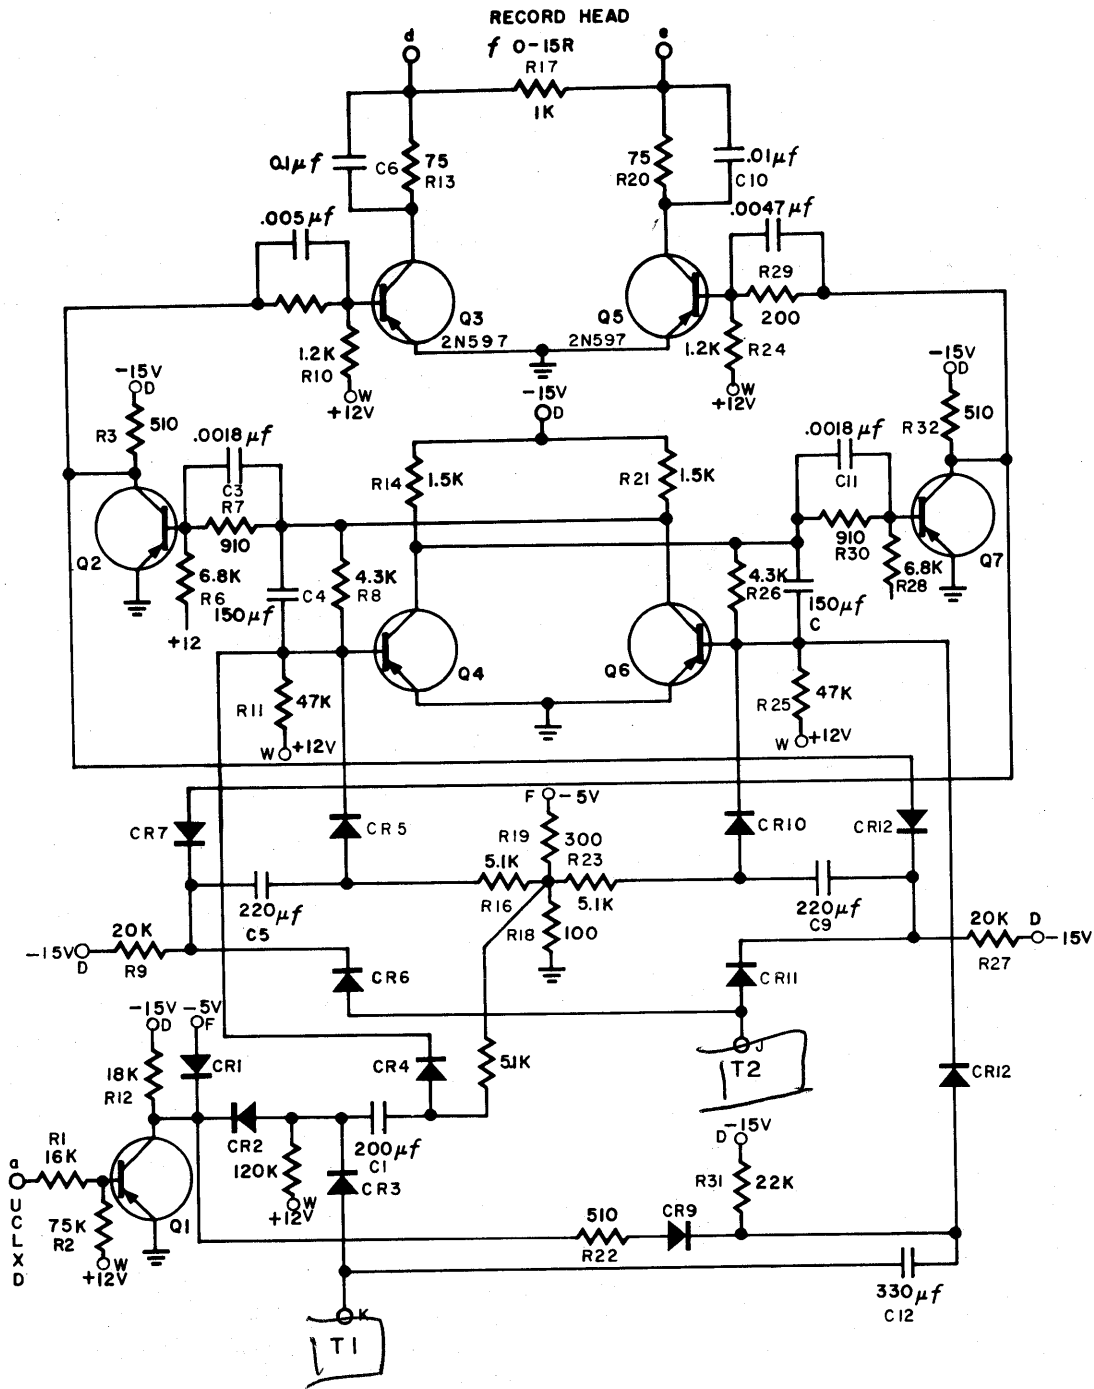 RECORD HEAD
d
e
f 0-15R
R17
1K
0.1µf
C6
75
R13
75
R20
.01µf
C10
.005µf
.0047µf
R29
200
Q3
2N597
Q5
2N597
1.2K
R10
W
+12V
1.2K
R24
W
+12V
-15V
D
R3
510
-15V
D
-15V
D
R32
510
.0018µf
C3
R7
910
R14
1.5K
R21
1.5K
.0018µf
C11
910
R30
Q2
6.8K
R6
+12
150µf
C4
4.3K
R8
4.3K
R26
150µf
C
6.8K
R28
Q7
Q4
Q6
R11
47K
W
+12V
R25
47K
W
+12V
F
-5V
CR7
CR5
R19
300
CR10
CR12
5.1K
R16
R23
5.1K
220µf
C5
R18
100
220µf
C9
-15V
D
20K
R9
20K
R27
D
-15V
CR6
CR11
-15V
D
-5V
F
J
T2
18K
R12
CR1
CR4
5.1K
CR12
CR2
200µf
C1
D
-15V
a
R1
16K
120K
W
+12V
CR3
R31
22K
UCLXD
75K
R2
W
+12V
Q1
510
R22
CR9
330µf
C12
K
T1